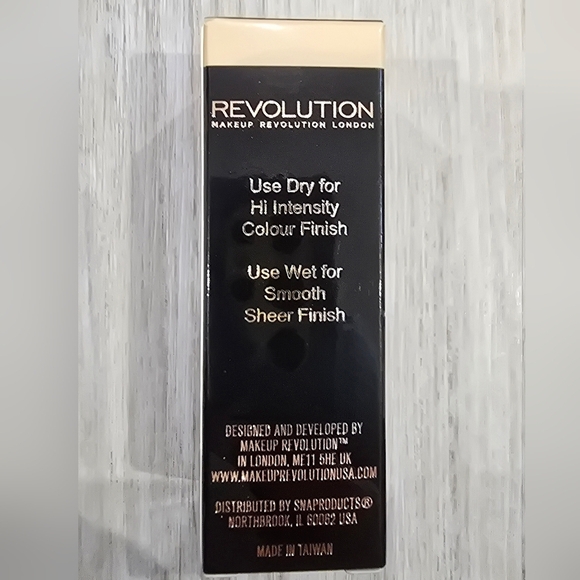 REVOLUTION
MAKEUP REVOLUTION LONDON
Use Dry for
Hi Intensity
Colour Finish
Use Wet for
Smooth
Sheer Finish
DESIGNED AND DEVELOPED BY
MAKEUP REVOLUTION™
IN LONDON, ME11 5HE UK
WWW.MAKEUPREVOLUTIONUSA.COM
DISTRIBUTED BY SNAPRODUCTS®
NORTHBROOK, IL 60062 USA
MADE IN TAIWAN